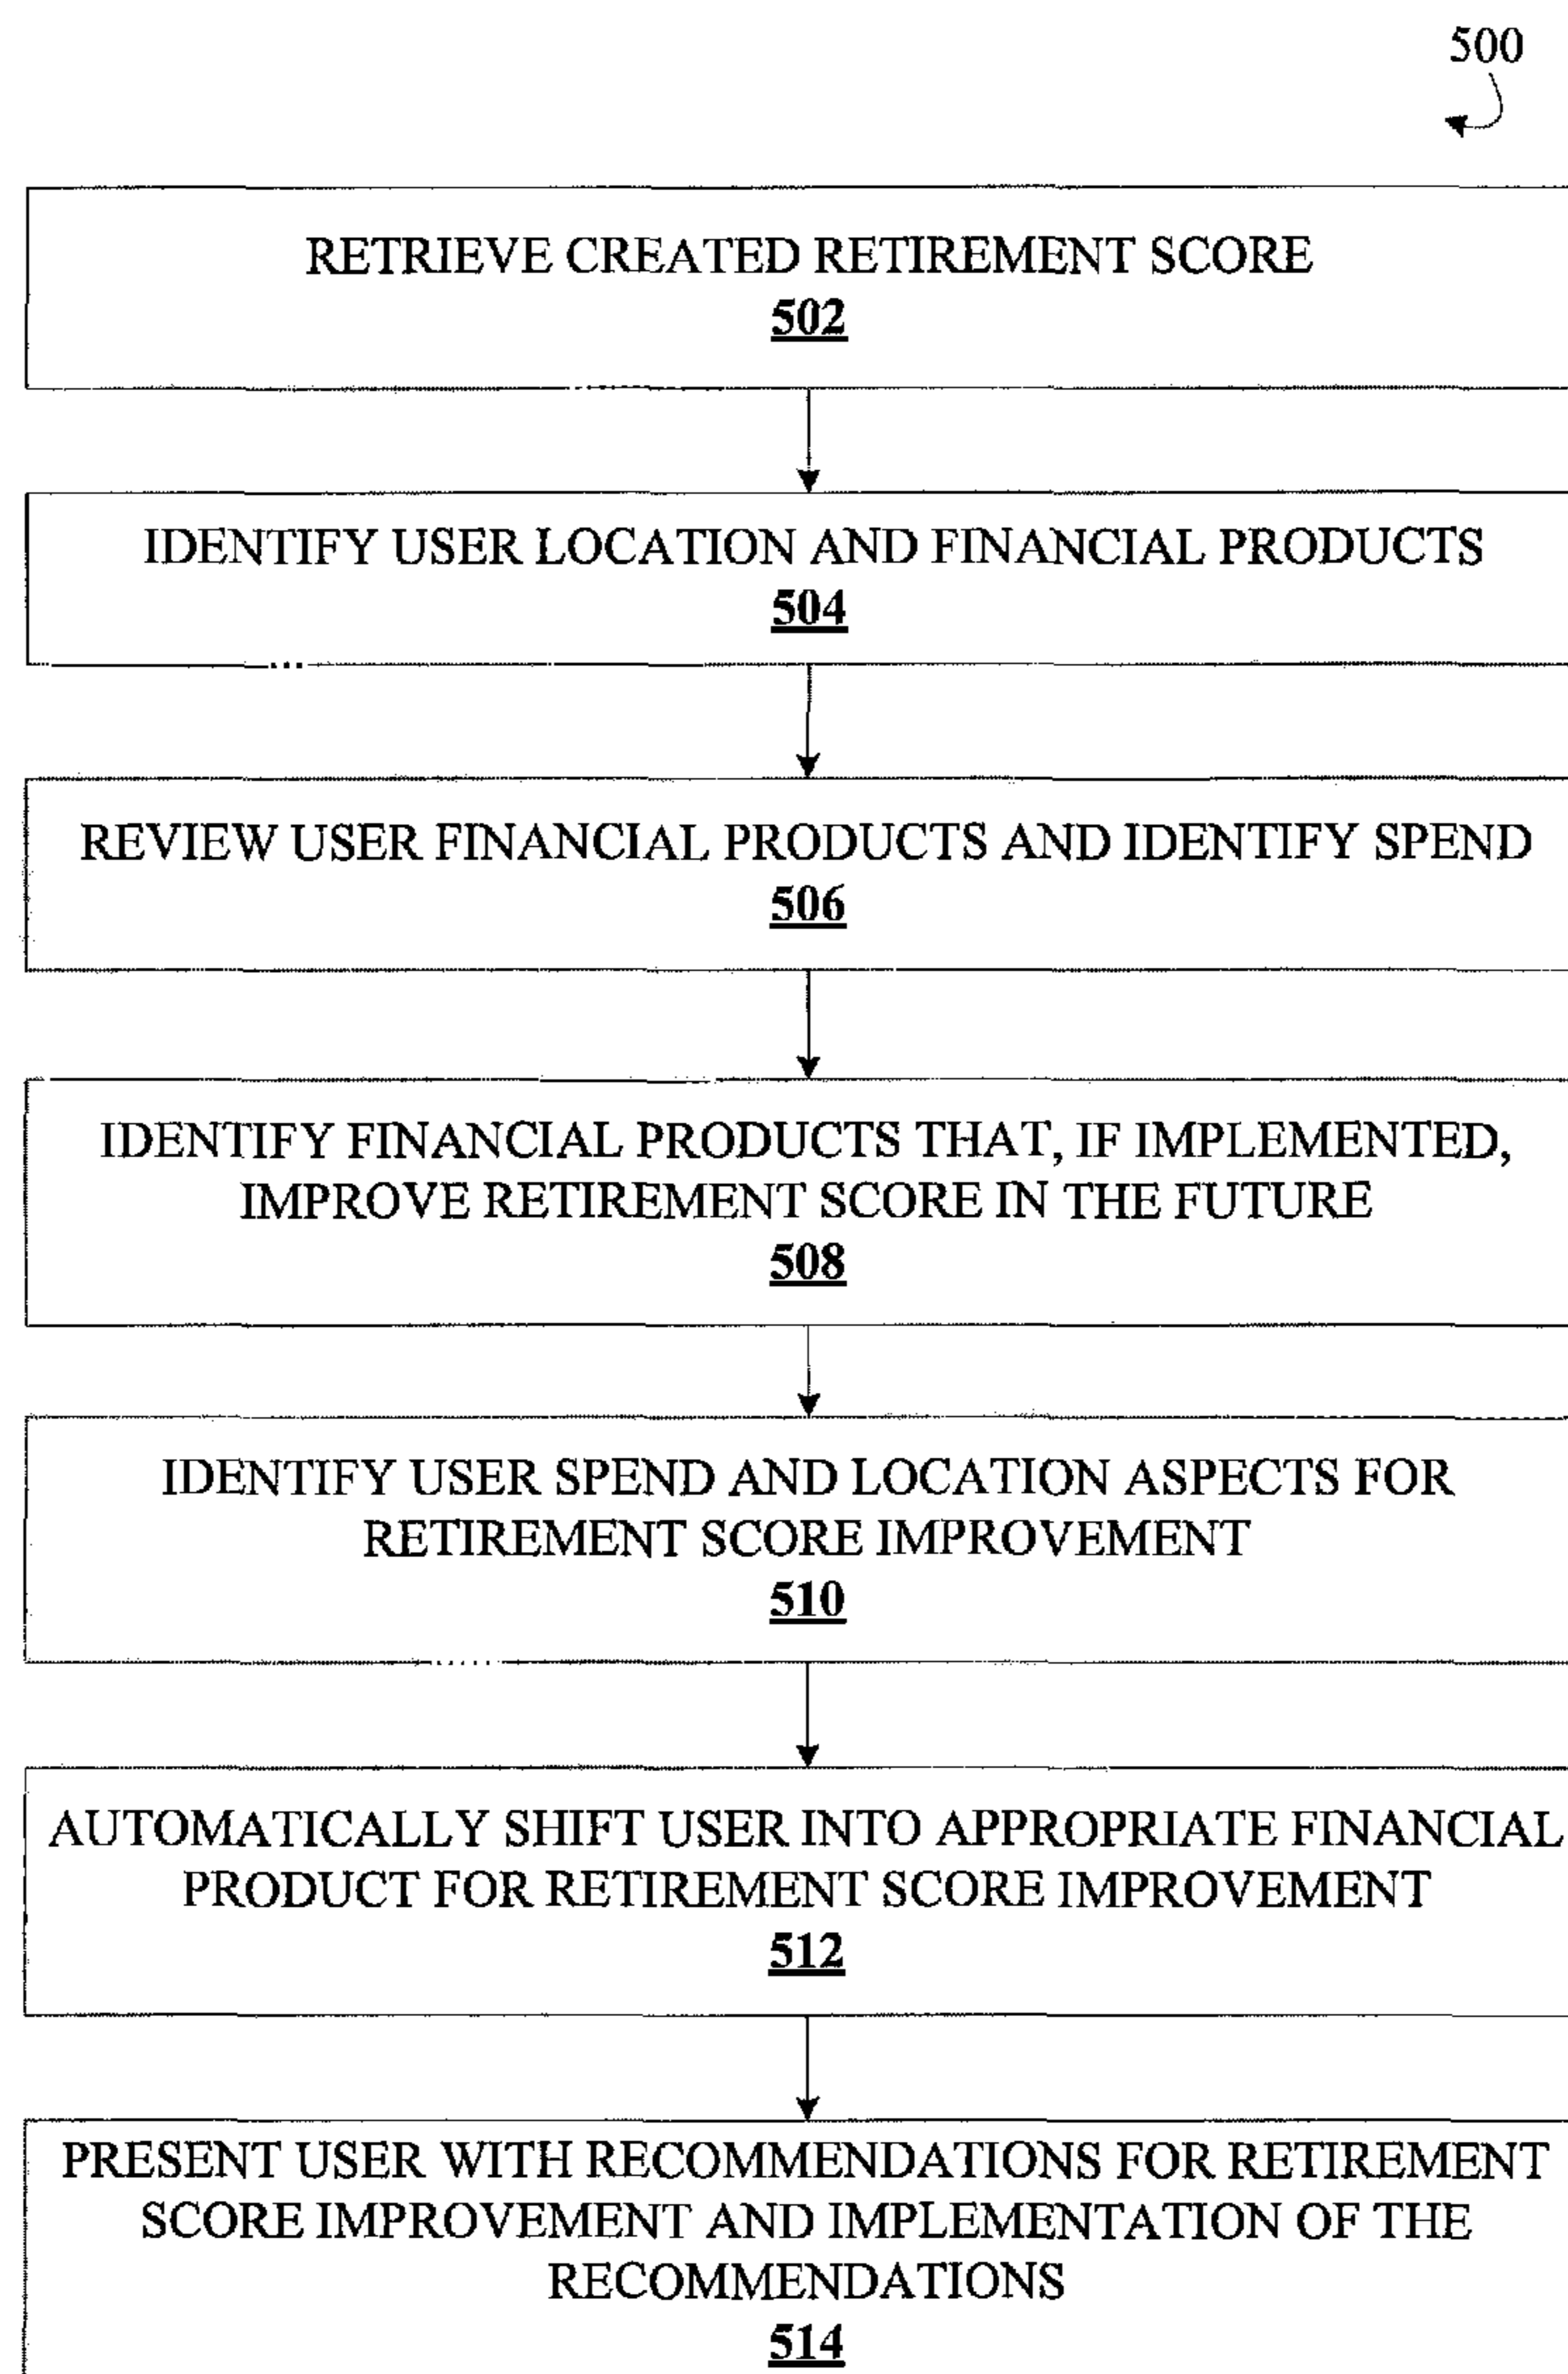 500
RETRIEVE CREATED RETIREMENT SCORE
502
IDENTIFY USER LOCATION AND FINANCIAL PRODUCTS
504
REVIEW USER FINANCIAL PRODUCTS AND IDENTIFY SPEND
506
IDENTIFY FINANCIAL PRODUCTS THAT, IF IMPLEMENTED,
IMPROVE RETIREMENT SCORE IN THE FUTURE
508
IDENTIFY USER SPEND AND LOCATION ASPECTS FOR
RETIREMENT SCORE IMPROVEMENT
510
AUTOMATICALLY SHIFT USER INTO APPROPRIATE FINANCIAL
PRODUCT FOR RETIREMENT SCORE IMPROVEMENT
512
PRESENT USER WITH RECOMMENDATIONS FOR RETIREMENT
SCORE IMPROVEMENT AND IMPLEMENTATION OF THE
RECOMMENDATIONS
514